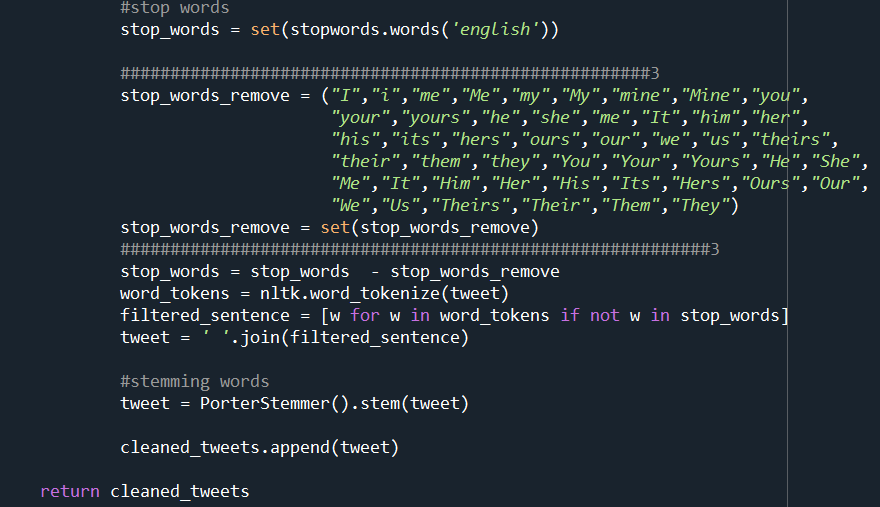 #stop words
stop_words = set(stopwords.words('english'))
#####################################################3
stop_words_remove = ("I","i","me","Me","my","My","mine","Mine","you",
"your","yours","he","she","me","It","him","her",
"his","its","hers","ours","our","we","us","theirs",
"their","them","they","You","Your","Yours","He","She",
"Me","It","Him","Her","His","Its","Hers","Ours","Our",
"We","Us","Theirs","Their","Them","They")
stop_words_remove = set(stop_words_remove)
###########################################################3
stop_words = stop_words  - stop_words_remove
word_tokens = nltk.word_tokenize(tweet)
filtered_sentence = [w for w in word_tokens if not w in stop_words]
tweet = ' '.join(filtered_sentence)
#stemming words
tweet = PorterStemmer().stem(tweet)
cleaned_tweets.append(tweet)
return cleaned_tweets